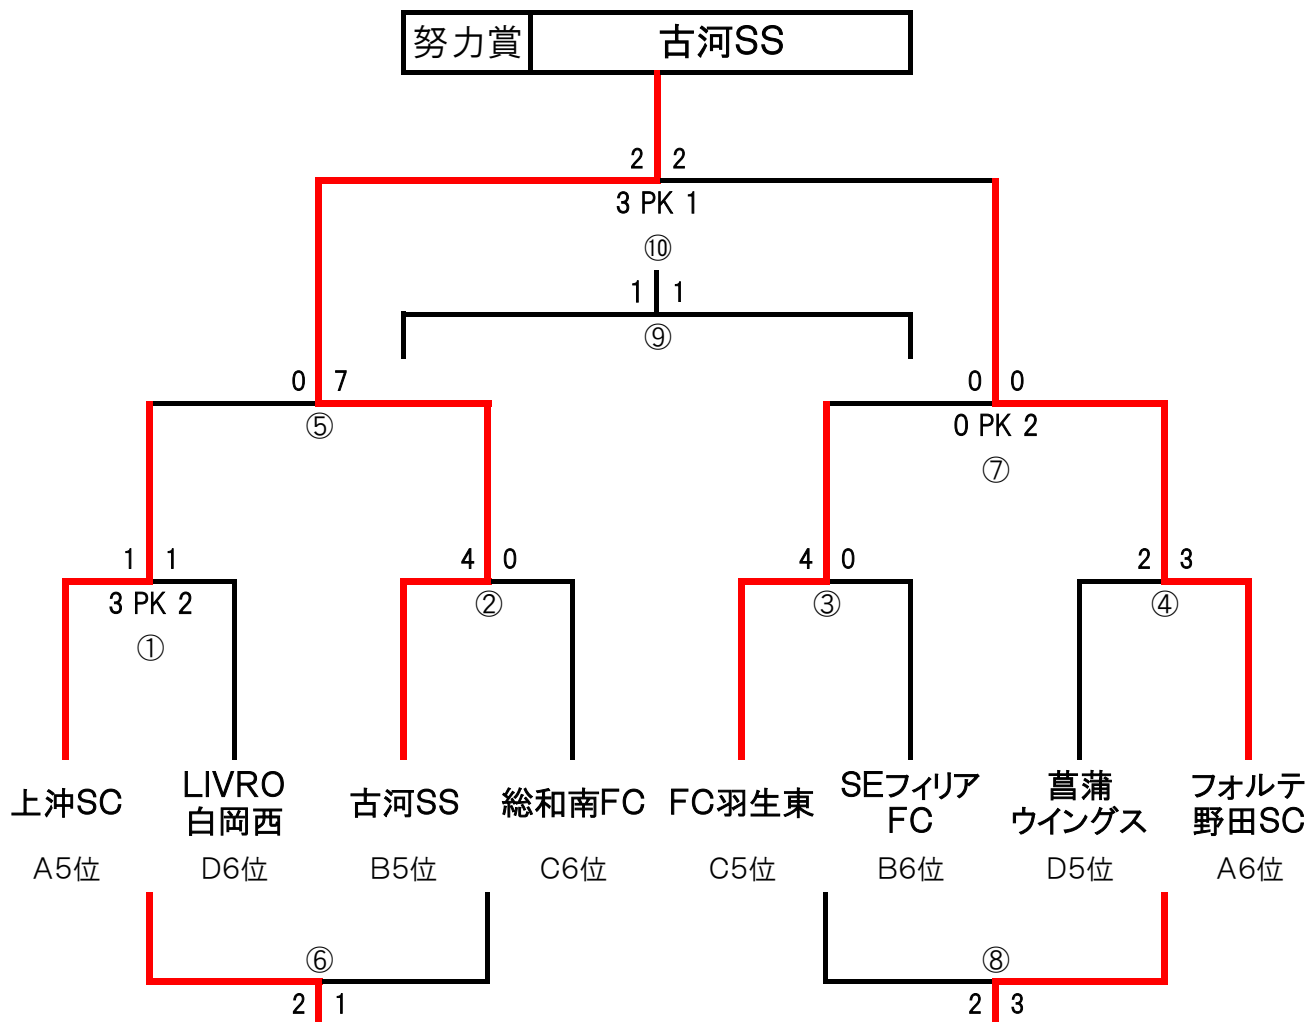 努力賞 古河SS
2 2
3 PK 1
⑩
1 1
⑨
0 7
0 0
⑤
0 PK 2
⑦
1 1
4 0
4 0
2 3
3 PK 2
②
③
④
①
上沖SC
LIVRO
白岡西
古河SS
総和南FC
FC羽生東
SEフィリア
FC
菖蒲
ウイングス
フォルテ
野田SC
A5位
D6位
B5位
C6位
C5位
B6位
D5位
A6位
⑥
⑧
2 1
2 3